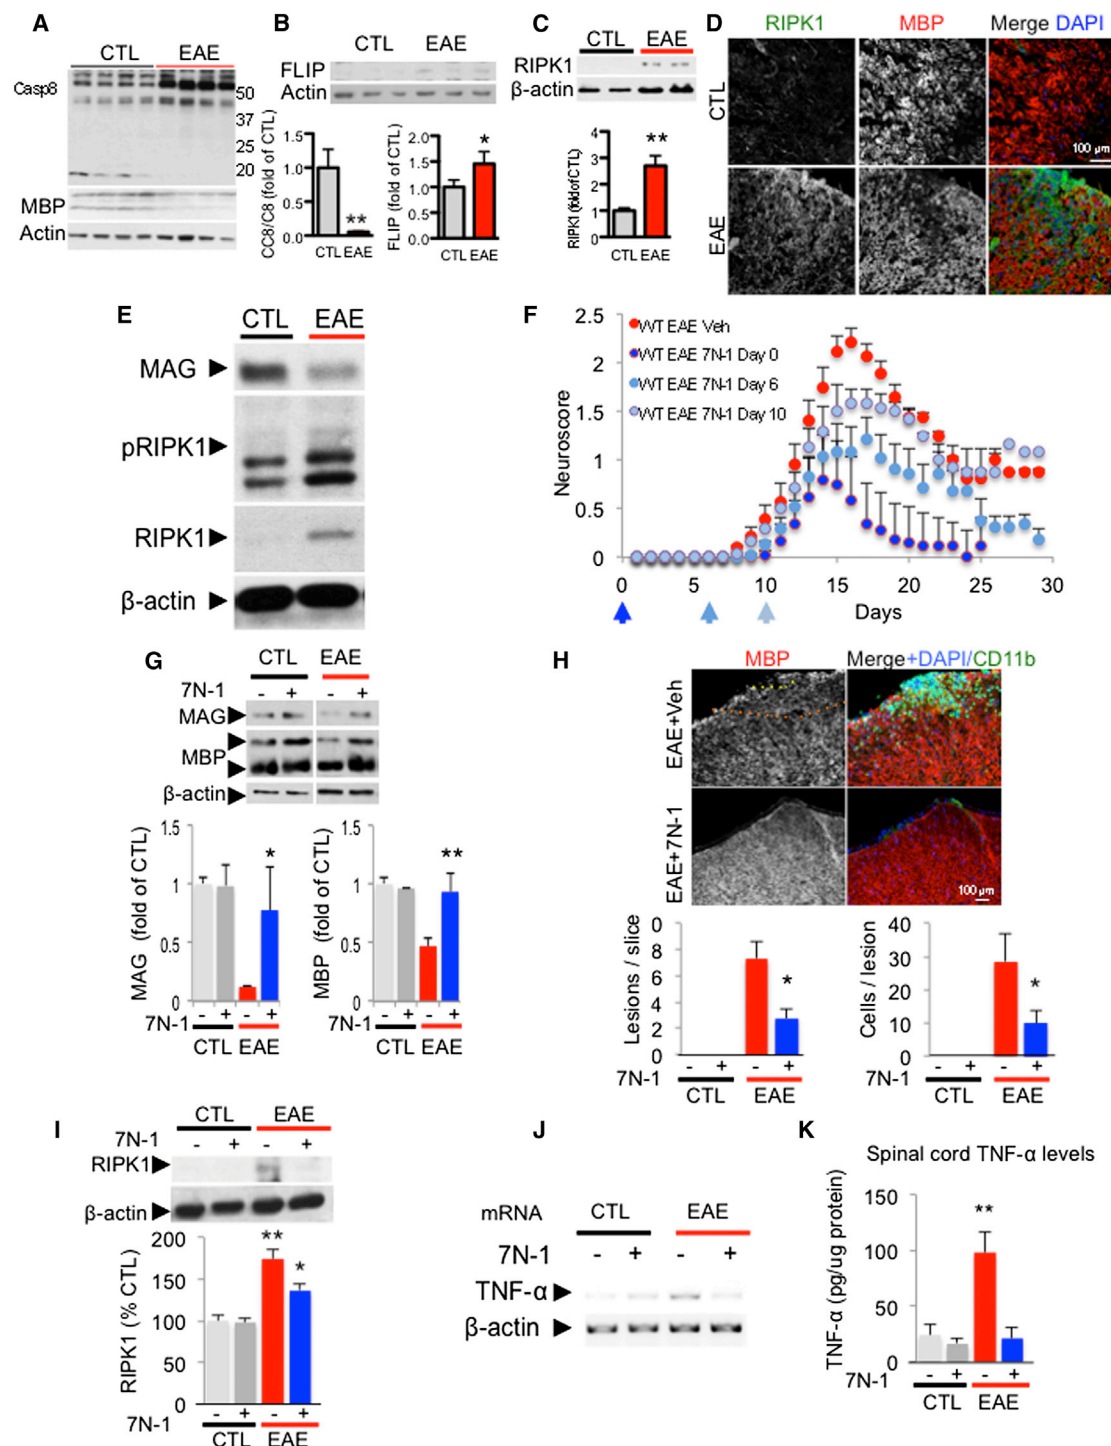 A
CTL EAE
Casp8
50
37
25
20
MBP
Actin
B
CTL EAE
FLIP
Actin
CC8/C8 (fold of CTL)
1.5
1.0
0.5
0.0
**
CTL EAE
FLIP (fold of CTL)
2.0
1.5
1.0
0.5
0.0
*
CTL EAE
C
CTL EAE
RIPK1
β-actin
RIPK1 (fold of CTL)
4
3
2
1
0
**
CTL EAE
D
RIPK1 MBP Merge DAPI
CTL
100 µm
EAE
E
CTL EAE
MAG
pRIPK1
RIPK1
β-actin
F
Neuroscore
2.5
2
1.5
1
0.5
0
WT EAE Veh
WT EAE 7N-1 Day 0
WT EAE 7N-1 Day 6
WT EAE 7N-1 Day 10
0 5 10 15 20 25 30
Days
G
CTL EAE
7N-1 - + - +
MAG
MBP
β-actin
MAG (fold of CTL)
1.5
1
0.5
0
*
7N-1 - + - +
CTL EAE
MBP (fold of CTL)
1.5
1
0.5
0
**
7N-1 - + - +
CTL EAE
H
MBP Merge+DAPI/CD11b
EAE+Veh
EAE+7N-1
100 µm
Lesions / slice
0
8
6
4
2
0
*
7N-1 - + - +
CTL EAE
Cells / lesion
40
30
20
10
0
*
7N-1 - + - +
CTL EAE
I
CTL EAE
7N-1 - + - +
RIPK1
β-actin
RIPK1 (% CTL)
200
150
100
50
0
**
*
7N-1 - + - +
CTL EAE
J
mRNA CTL EAE
7N-1 - + - +
TNF-α
β-actin
K
Spinal cord TNF-α levels
TNF-α (pg/ug protein)
150
100
50
0
**
7N-1 - + - +
CTL EAE